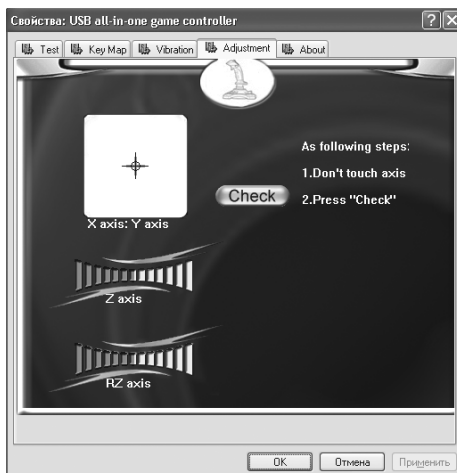 Свойства: USB all-in-one game controller
Test Key Map Vibration Adjustment About
As following steps:
1.Don't touch axis
Check
2.Press "Check"
X axis: Y axis
Z axis
RZ axis
OK Отмена Применить